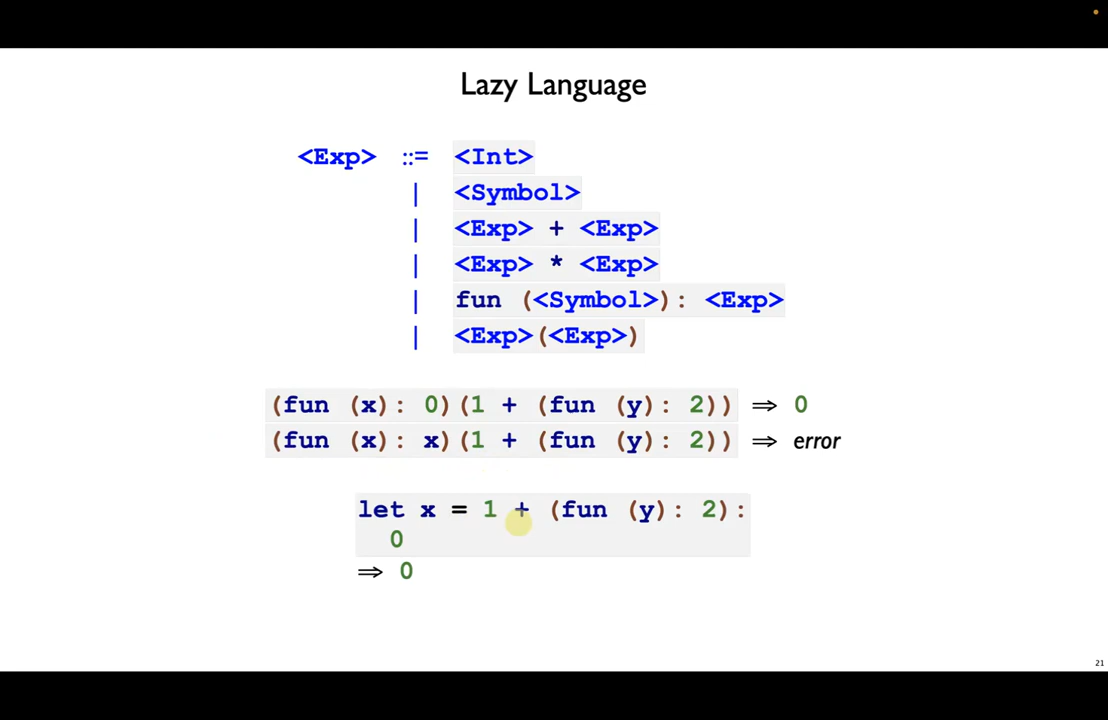 Lazy Language
<Exp> ::= <Int>
| <Symbol>
| <Exp> + <Exp>
| <Exp> * <Exp>
| fun (<Symbol>): <Exp>
| <Exp>(<Exp>)
(fun (x): 0)(1 + (fun (y): 2)) ⇒ 0
(fun (x): x)(1 + (fun (y): 2)) ⇒ error
let x = 1 + (fun (y): 2):
0
⇒ 0
21